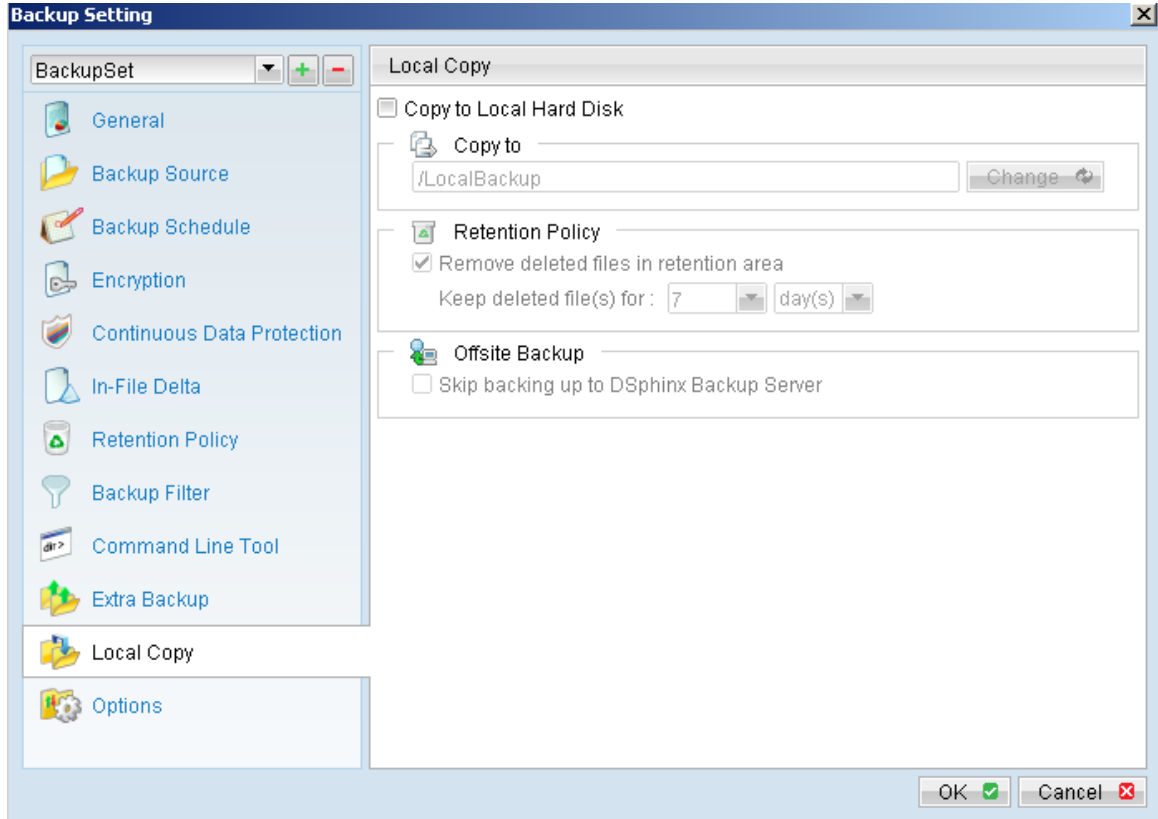 Backup Setting
BackupSet
General
Backup Source
Backup Schedule
Encryption
Continuous Data Protection
In-File Delta
Retention Policy
Backup Filter
dir>
Command Line Tool
Extra Backup
Local Copy
Options
Local Copy
Copy to Local Hard Disk
Copy to
/LocalBackup
Change
Retention Policy
Remove deleted files in retention area
Keep deleted file(s) for : 7 day(s)
Offsite Backup
Skip backing up to DSphinx Backup Server
OK Cancel